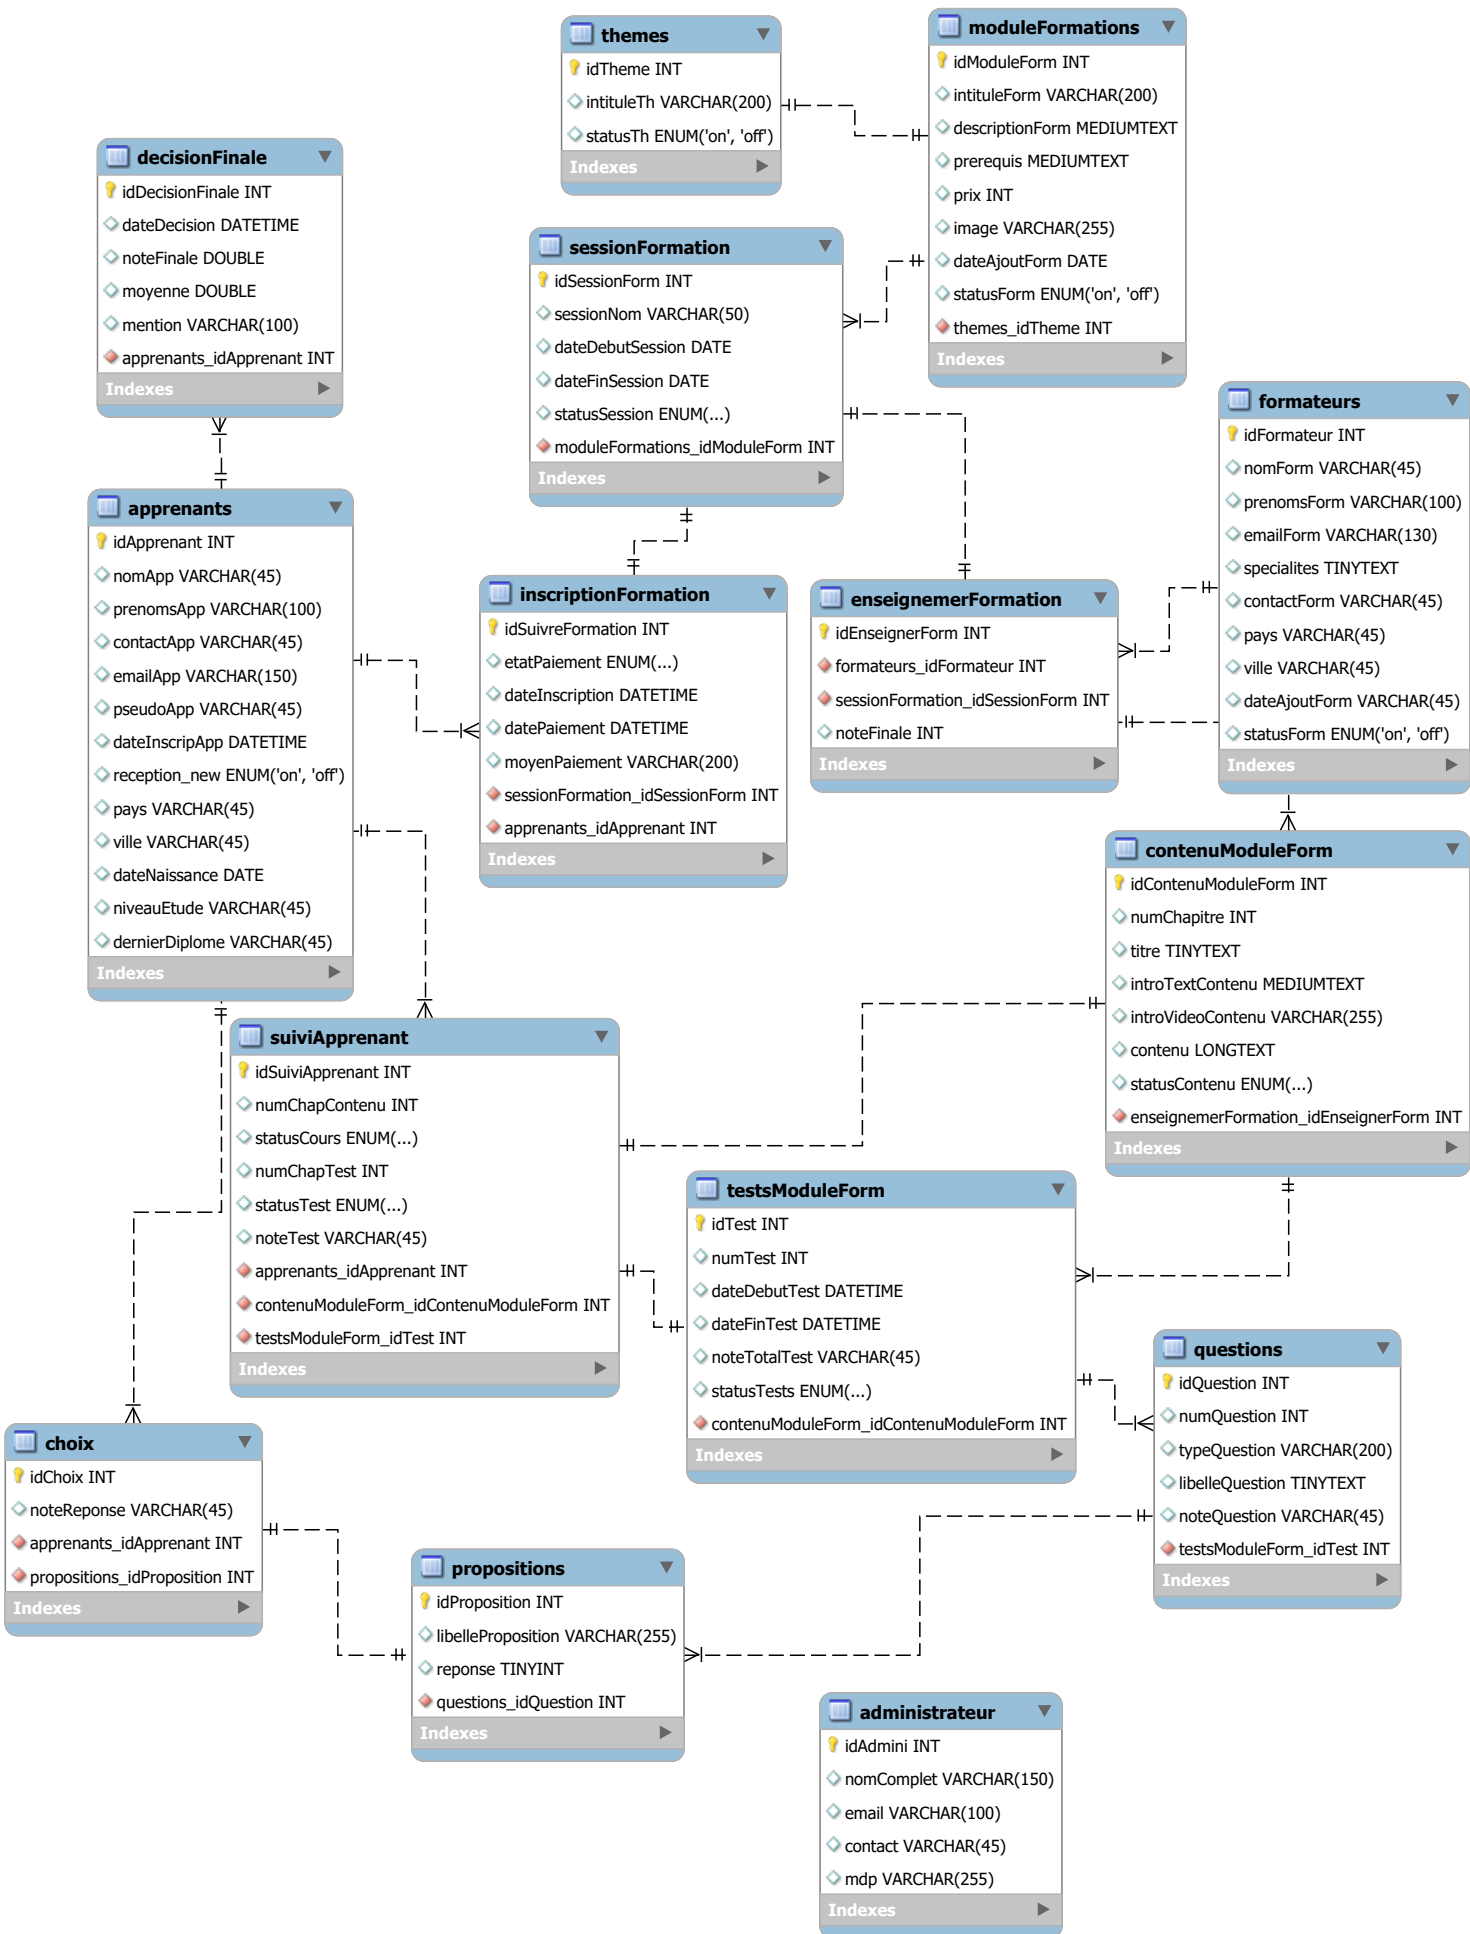 themes
idTheme INT
intituleTh VARCHAR(200)
statusTh ENUM('on', 'off')
Indexes
moduleFormations
idModuleForm INT
intituleForm VARCHAR(200)
descriptionForm MEDIUMTEXT
prerequis MEDIUMTEXT
prix INT
image VARCHAR(255)
dateAjoutForm DATE
statusForm ENUM('on', 'off')
themes_idTheme INT
Indexes
decisionFinale
idDecisionFinale INT
dateDecision DATETIME
noteFinale DOUBLE
moyenne DOUBLE
mention VARCHAR(100)
apprenants_idApprenant INT
Indexes
sessionFormation
idSessionForm INT
sessionNom VARCHAR(50)
dateDebutSession DATE
dateFinSession DATE
statusSession ENUM(...)
moduleFormations_idModuleForm INT
Indexes
formateurs
idFormateur INT
nomForm VARCHAR(45)
prenomsForm VARCHAR(100)
emailForm VARCHAR(130)
specialites TINYTEXT
contactForm VARCHAR(45)
pays VARCHAR(45)
ville VARCHAR(45)
dateAjoutForm VARCHAR(45)
statusForm ENUM('on', 'off')
Indexes
apprenants
idApprenant INT
nomApp VARCHAR(45)
prenomsApp VARCHAR(100)
contactApp VARCHAR(45)
emailApp VARCHAR(150)
pseudoApp VARCHAR(45)
dateInscripApp DATETIME
reception_new ENUM('on', 'off')
pays VARCHAR(45)
ville VARCHAR(45)
dateNaissance DATE
niveauEtude VARCHAR(45)
dernierDiplome VARCHAR(45)
Indexes
inscriptionFormation
idSuivreFormation INT
etatPaiement ENUM(...)
dateInscription DATETIME
datePaiement DATETIME
moyenPaiement VARCHAR(200)
sessionFormation_idSessionForm INT
apprenants_idApprenant INT
Indexes
enseignemerFormation
idEnseignerForm INT
formateurs_idFormateur INT
sessionFormation_idSessionForm INT
noteFinale INT
Indexes
contenuModuleForm
idContenuModuleForm INT
numChapitre INT
titre TINYTEXT
introTextContenu MEDIUMTEXT
introVideoContenu VARCHAR(255)
contenu LONGTEXT
statusContenu ENUM(...)
enseignemerFormation_idEnseignerForm INT
Indexes
suiviApprenant
idSuiviApprenant INT
numChapContenu INT
statusCours ENUM(...)
numChapTest INT
statusTest ENUM(...)
noteTest VARCHAR(45)
apprenants_idApprenant INT
contenuModuleForm_idContenuModuleForm INT
testsModuleForm_idTest INT
Indexes
testsModuleForm
idTest INT
numTest INT
dateDebutTest DATETIME
dateFinTest DATETIME
noteTotalTest VARCHAR(45)
statusTests ENUM(...)
contenuModuleForm_idContenuModuleForm INT
Indexes
questions
idQuestion INT
numQuestion INT
typeQuestion VARCHAR(200)
libelleQuestion TINYTEXT
noteQuestion VARCHAR(45)
testsModuleForm_idTest INT
Indexes
choix
idChoix INT
noteReponse VARCHAR(45)
apprenants_idApprenant INT
propositions_idProposition INT
Indexes
propositions
idProposition INT
libelleProposition VARCHAR(255)
reponse TINYINT
questions_idQuestion INT
Indexes
administrateur
idAdmini INT
nomComplet VARCHAR(150)
email VARCHAR(100)
contact VARCHAR(45)
mdp VARCHAR(255)
Indexes